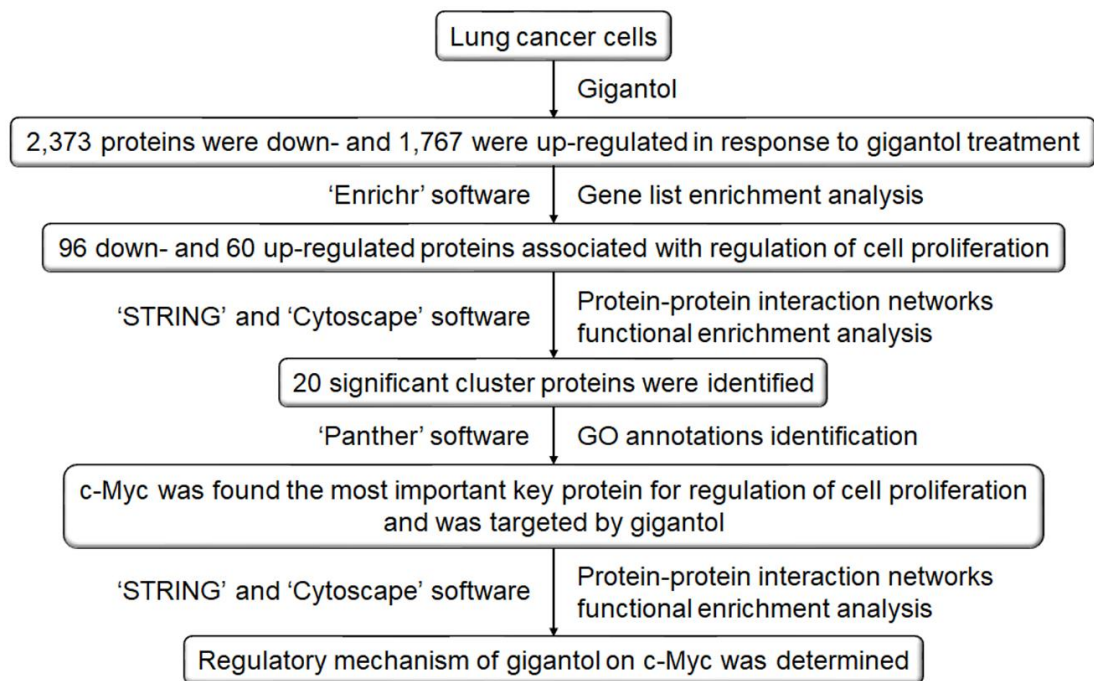 Lung cancer cells
Gigantol
2,373 proteins were down- and 1,767 were up-regulated in response to gigantol treatment
‘Enrichr’ software
Gene list enrichment analysis
96 down- and 60 up-regulated proteins associated with regulation of cell proliferation
‘STRING’ and ‘Cytoscape’ software
Protein-protein interaction networks
functional enrichment analysis
20 significant cluster proteins were identified
‘Panther’ software
GO annotations identification
c-Myc was found the most important key protein for regulation of cell proliferation
and was targeted by gigantol
‘STRING’ and ‘Cytoscape’ software
Protein-protein interaction networks
functional enrichment analysis
Regulatory mechanism of gigantol on c-Myc was determined